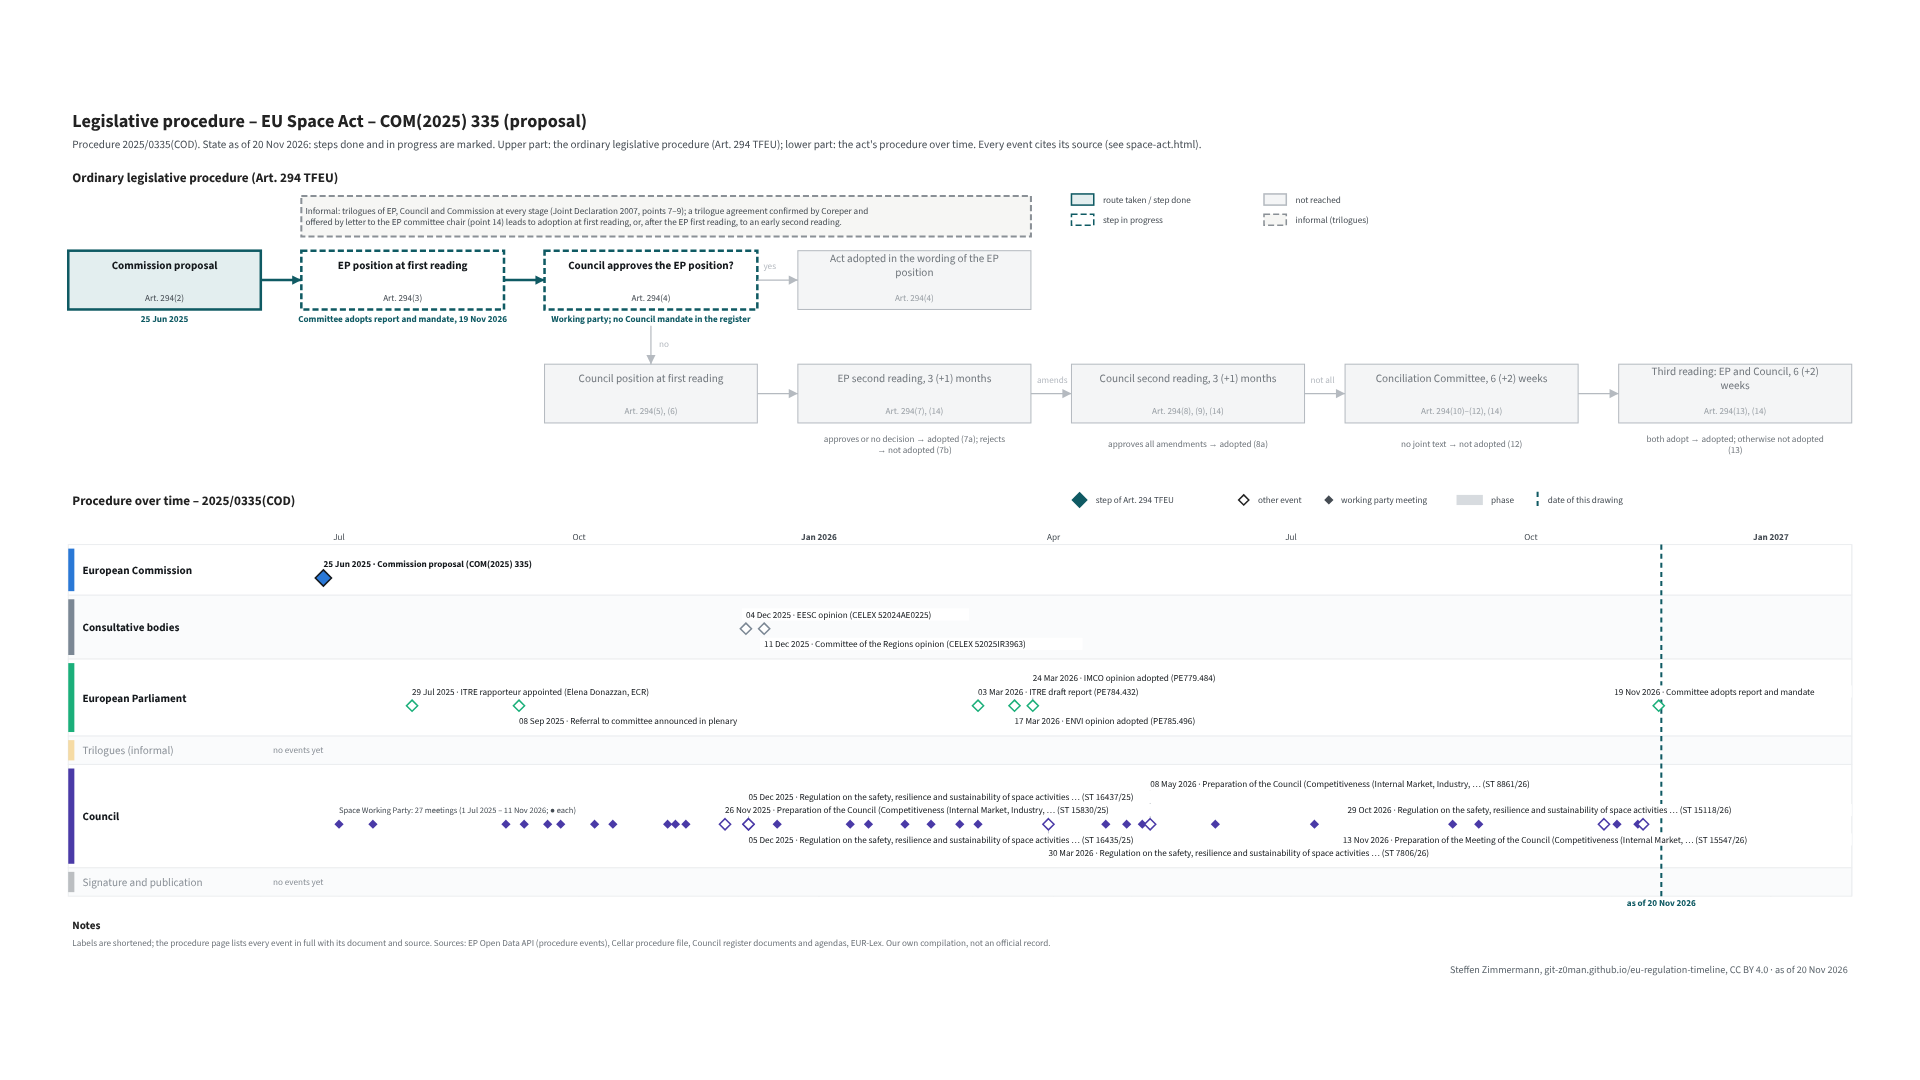 Legislative procedure – EU Space Act – COM(2025) 335 (proposal)
Procedure 2025/0335(COD). State as of 20 Nov 2026: steps done and in progress are marked. Upper part: the ordinary legislative procedure (Art. 294 TFEU); lower part: the act's procedure over time. Every event cites its source (see space-act.html).
Ordinary legislative procedure (Art. 294 TFEU)
Informal: trilogues of EP, Council and Commission at every stage (Joint Declaration 2007, points 7–9); a trilogue agreement confirmed by Coreper and
offered by letter to the EP committee chair (point 14) leads to adoption at first reading, or, after the EP first reading, to an early second reading.
route taken / step done
not reached
step in progress
informal (trilogues)
Commission proposal
Art. 294(2)
25 Jun 2025
EP position at first reading
Art. 294(3)
Committee adopts report and mandate, 19 Nov 2026
Council approves the EP position?
Art. 294(4)
Working party; no Council mandate in the register
yes
Act adopted in the wording of the EP
position
Art. 294(4)
no
Council position at first reading
Art. 294(5), (6)
EP second reading, 3 (+1) months
Art. 294(7), (14)
approves or no decision → adopted (7a); rejects
→ not adopted (7b)
amends
Council second reading, 3 (+1) months
Art. 294(8), (9), (14)
approves all amendments → adopted (8a)
not all
Conciliation Committee, 6 (+2) weeks
Art. 294(10)–(12), (14)
no joint text → not adopted (12)
Third reading: EP and Council, 6 (+2)
weeks
Art. 294(13), (14)
both adopt → adopted; otherwise not adopted
(13)
Procedure over time – 2025/0335(COD)
step of Art. 294 TFEU
other event
working party meeting
phase
date of this drawing
Jul
Oct
Jan 2026
Apr
Jul
Oct
Jan 2027
European Commission
25 Jun 2025 · Commission proposal (COM(2025) 335)
Consultative bodies
04 Dec 2025 · EESC opinion (CELEX 52024AE0225)
11 Dec 2025 · Committee of the Regions opinion (CELEX 52025IR3963)
European Parliament
24 Mar 2026 · IMCO opinion adopted (PE779.484)
29 Jul 2025 · ITRE rapporteur appointed (Elena Donazzan, ECR)
03 Mar 2026 · ITRE draft report (PE784.432)
19 Nov 2026 · Committee adopts report and mandate
08 Sep 2025 · Referral to committee announced in plenary
17 Mar 2026 · ENVI opinion adopted (PE785.496)
Trilogues (informal)
no events yet
Council
08 May 2026 · Preparation of the Council (Competitiveness (Internal Market, Industry, … (ST 8861/26)
05 Dec 2025 · Regulation on the safety, resilience and sustainability of space activities … (ST 16437/25)
Space Working Party: 27 meetings (1 Jul 2025 – 11 Nov 2026; ◆ each)
26 Nov 2025 · Preparation of the Council (Competitiveness (Internal Market, Industry, … (ST 15830/25)
29 Oct 2026 · Regulation on the safety, resilience and sustainability of space activities … (ST 15118/26)
05 Dec 2025 · Regulation on the safety, resilience and sustainability of space activities … (ST 16435/25)
13 Nov 2026 · Preparation of the Meeting of the Council (Competitiveness (Internal Market, … (ST 15547/26)
30 Mar 2026 · Regulation on the safety, resilience and sustainability of space activities … (ST 7806/26)
Signature and publication
no events yet
as of 20 Nov 2026
Notes
Labels are shortened; the procedure page lists every event in full with its document and source. Sources: EP Open Data API (procedure events), Cellar procedure file, Council register documents and agendas, EUR-Lex. Our own compilation, not an official record.
Steffen Zimmermann, git-z0man.github.io/eu-regulation-timeline, CC BY 4.0 · as of 20 Nov 2026